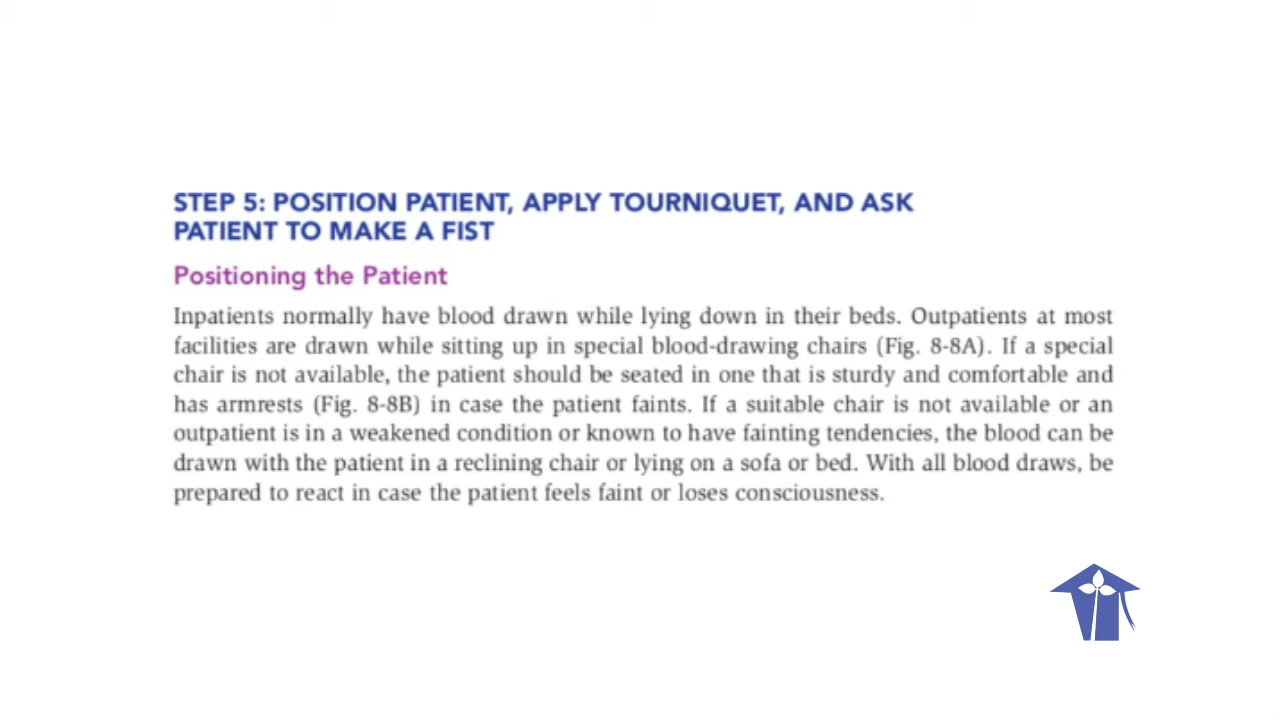 STEP 5: POSITION PATIENT, APPLY TOURNIQUET, AND ASK
PATIENT TO MAKE A FIST
Positioning the Patient
Inpatients normally have blood drawn while lying down in their beds. Outpatients at most
facilities are drawn while sitting up in special blood-drawing chairs (Fig. 8-8A). If a special
chair is not available, the patient should be seated in one that is sturdy and comfortable and
has armrests (Fig. 8-8B) in case the patient faints. If a suitable chair is not available or an
outpatient is in a weakened condition or known to have fainting tendencies, the blood can be
drawn with the patient in a reclining chair or lying on a sofa or bed. With all blood draws, be
prepared to react in case the patient feels faint or loses consciousness.